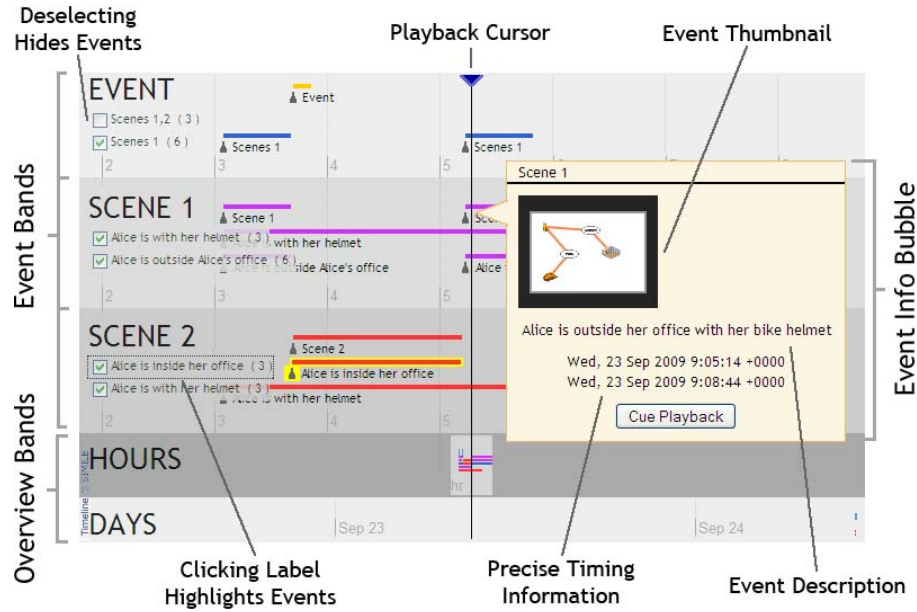 Deselecting
Hides Events
Playback Cursor
Event Thumbnail
Event Bands
Overview Bands
Event Info Bubble
EVENT
Scenes 1,2 ( 3 )
Scenes 1 ( 6 )
Event
Scenes 1
Scenes 1
2
3
4
5
SCENE 1
Alice is with her helmet ( 3 )
Alice is outside Alice's office ( 6 )
Scene 1
is with her helmet
2
3
4
5
SCENE 2
Alice is inside her office ( 3 )
Alice is with her helmet ( 3 )
Scene 2
Alice is inside her office
Alice is with her helmet
2
3
4
5
Scene 1
Alice is outside her office with her bike helmet
Wed, 23 Sep 2009 9:05:14 +0000
Wed, 23 Sep 2009 9:08:44 +0000
Cue Playback
HOURS
hr
Timeline © SIMILE
DAYS
Sep 23
Sep 24
Clicking Label
Highlights Events
Precise Timing
Information
Event Description